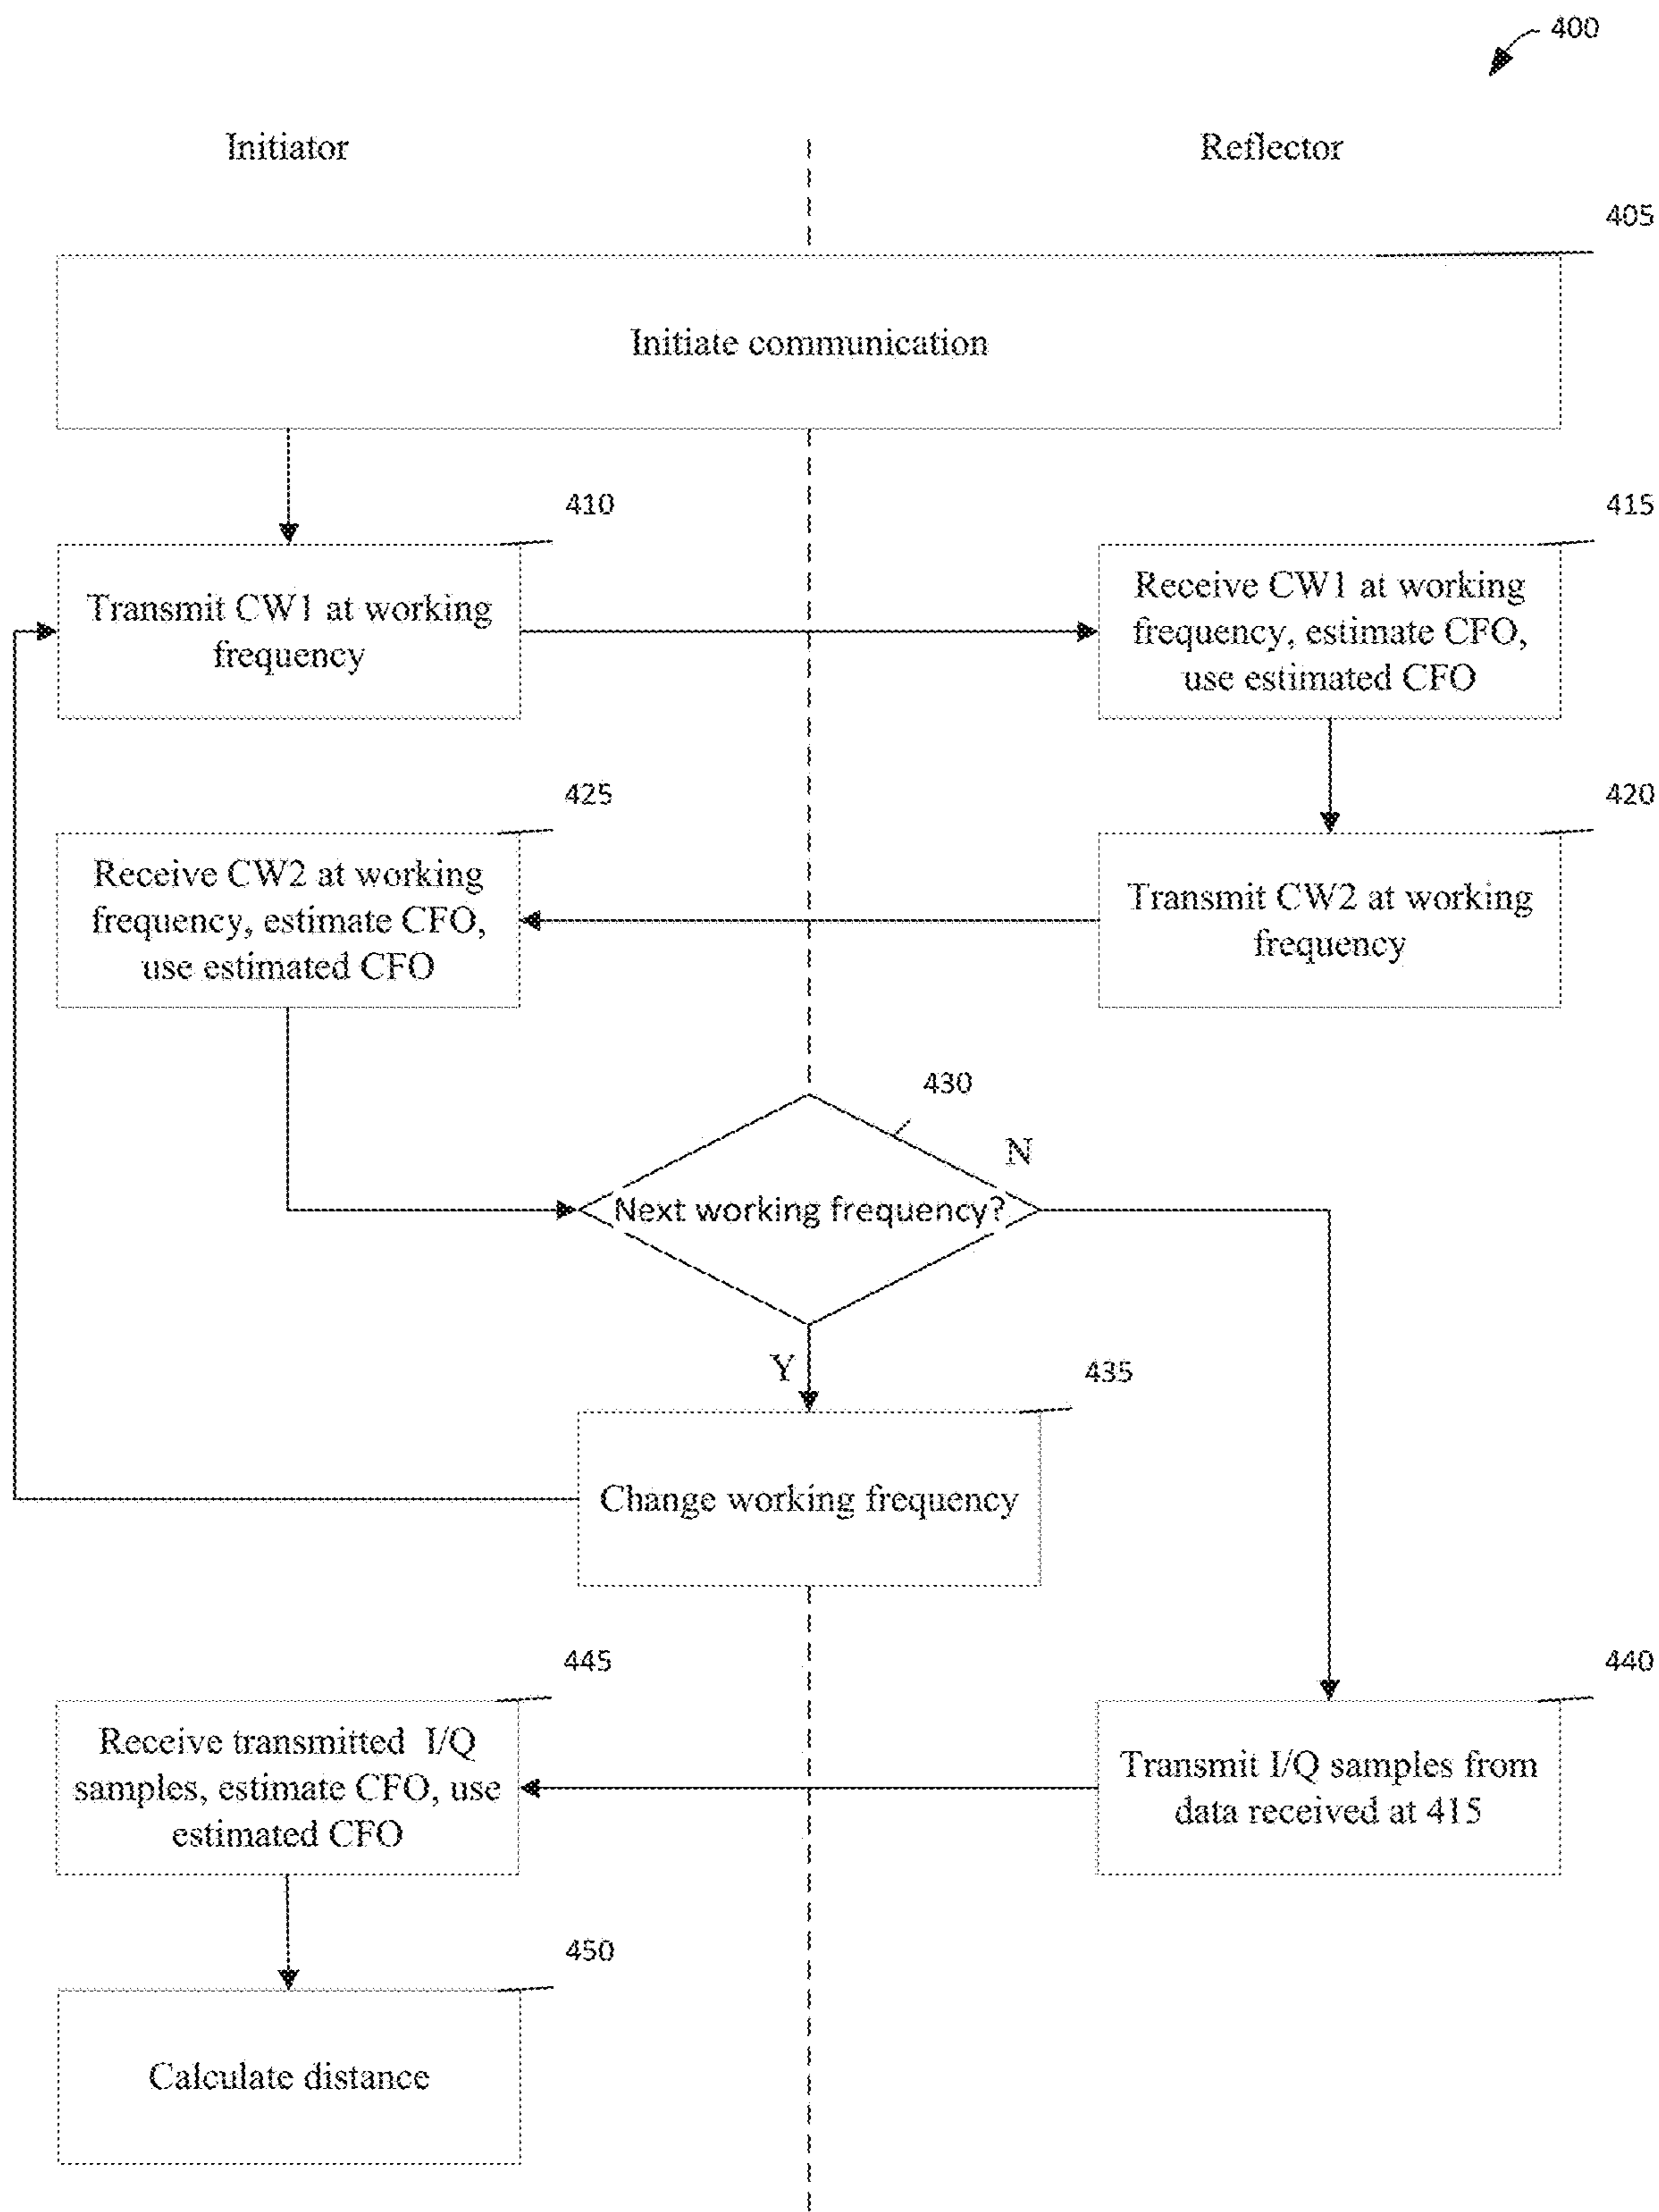 400
Initiator
Reflector
405
Initiate communication
410
415
Transmit CW1 at working
frequency
Receive CW1 at working
frequency, estimate CFO,
use estimated CFO
425
420
Receive CW2 at working
frequency, estimate CFO,
use estimated CFO
Transmit CW2 at working
frequency
430
N
Next working frequency?
Y
435
Change working frequency
445
440
Receive transmitted I/Q
samples, estimate CFO, use
estimated CFO
Transmit I/Q samples from
data received at 415
450
Calculate distance